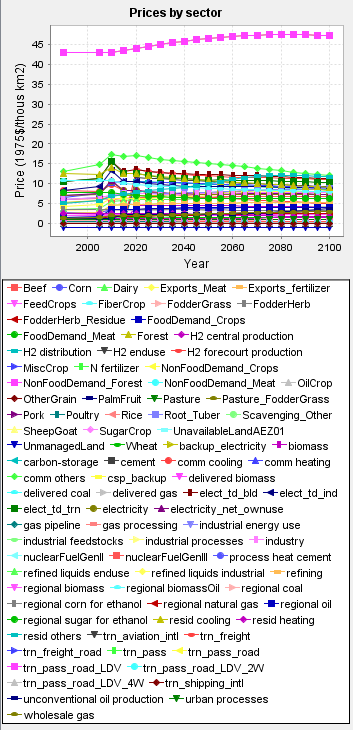 Prices by sector
45
40
35
30
25
20
15
10
5
0
Price (1975$/thous km2)
2000 2020 2040 2060 2080 2100
Year
Beef Corn Dairy Exports_Meat Exports_fertilizer
FeedCrops FiberCrop FodderGrass FodderHerb
FodderHerb_Residue FoodDemand_Crops
FoodDemand_Meat Forest H2 central production
H2 distribution H2 enduse H2 forecourt production
MiscCrop N fertilizer NonFoodDemand_Crops
NonFoodDemand_Forest NonFoodDemand_Meat OilCrop
OtherGrain PalmFruit Pasture Pasture_FodderGrass
Pork Poultry Rice Root_Tuber Scavenging_Other
SheepGoat SugarCrop UnavailableLandAEZ01
UnmanagedLand Wheat backup_electricity biomass
carbon-storage cement comm cooling comm heating
comm others csp_backup delivered biomass
delivered coal delivered gas elect_td_bld elect_td_ind
elect_td_trn electricity electricity_net_ownuse
gas pipeline gas processing industrial energy use
industrial feedstocks industrial processes industry
nuclearFuelGenII nuclearFuelGenIII process heat cement
refined liquids enduse refined liquids industrial refining
regional biomass regional biomassOil regional coal
regional corn for ethanol regional natural gas regional oil
regional sugar for ethanol resid cooling resid heating
resid others trn_aviation_intl trn_freight
trn_freight_road trn_pass trn_pass_road
trn_pass_road_LDV trn_pass_road_LDV_2W
trn_pass_road_LDV_4W trn_shipping_intl
unconventional oil production urban processes
wholesale gas